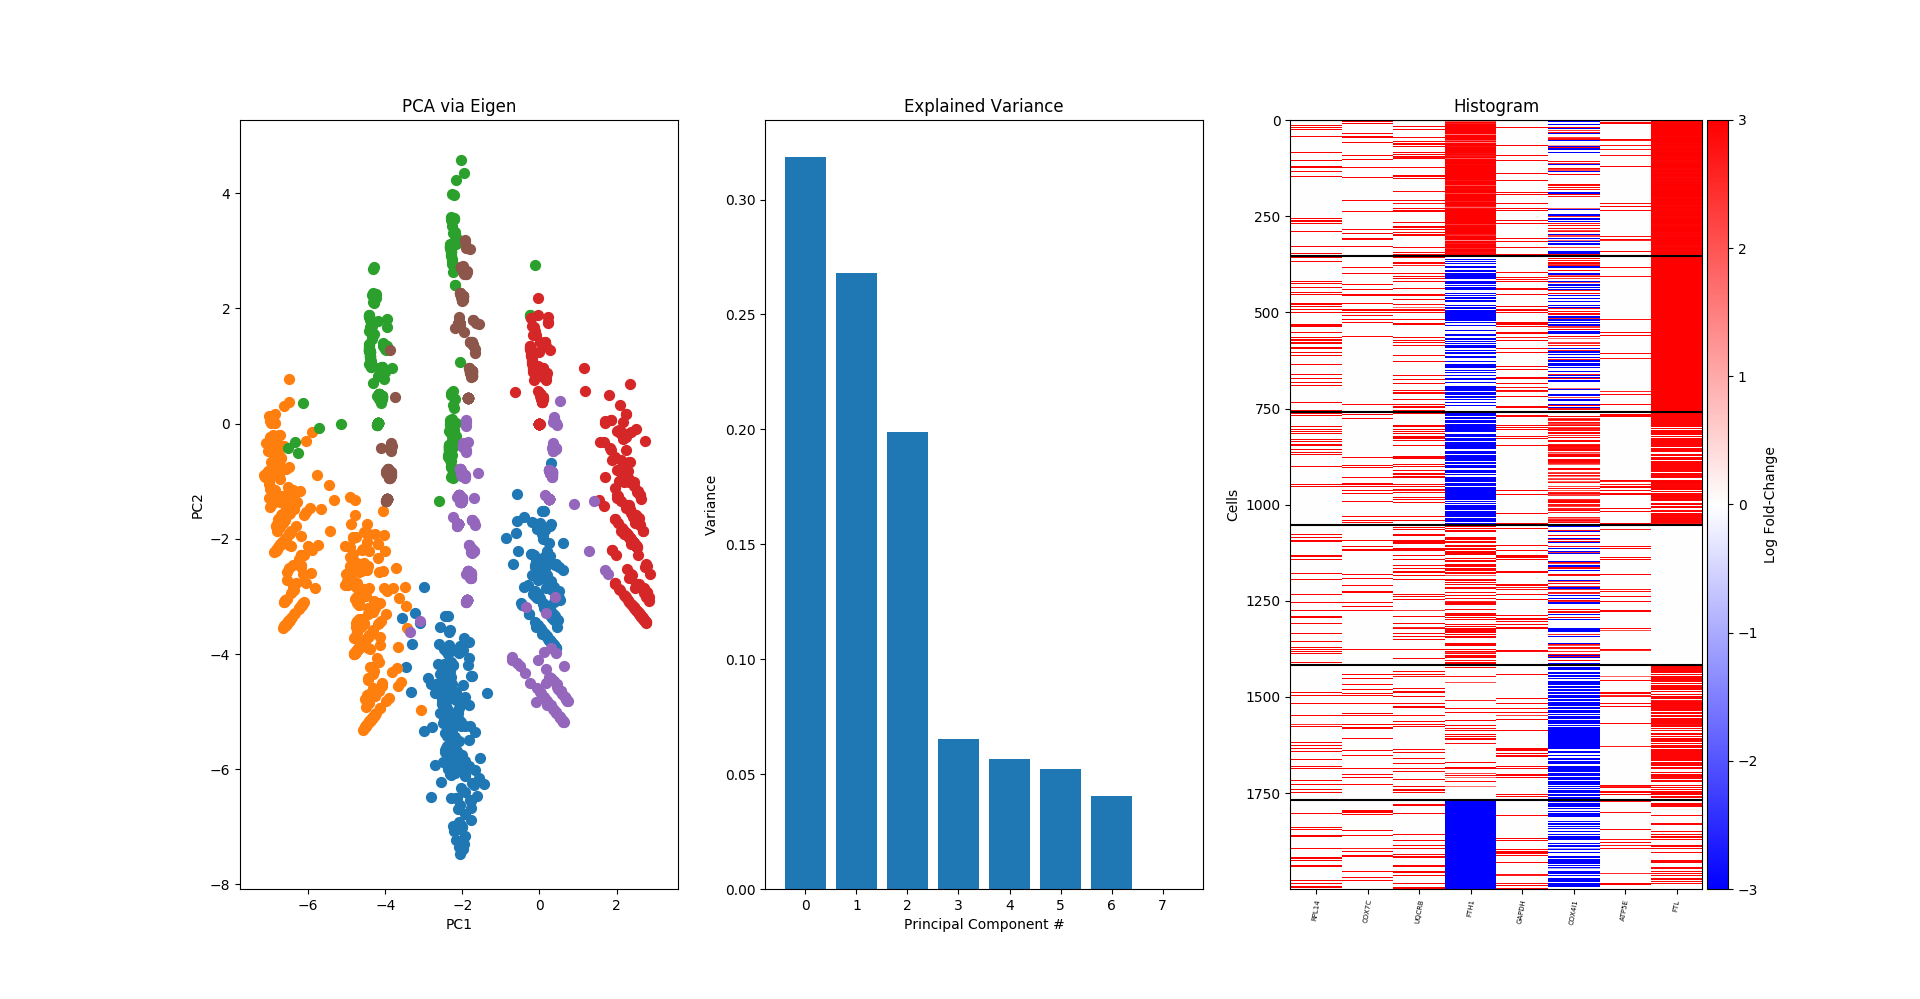 PCA via Eigen
4
2
0
−2
−4
−6
−8
PC2
−6
−4
−2
0
2
PC1
Explained Variance
0.30
0.25
0.20
0.15
0.10
0.05
0.00
Variance
0
1
2
3
4
5
6
7
Principal Component #
Histogram
0
250
500
750
1000
1250
1500
1750
Cells
RPL14
COX7C
UQCRB
FTH1
GAPDH
COX4I1
ATP5E
FTL
3
2
1
0
−1
−2
−3
Log Fold-Change